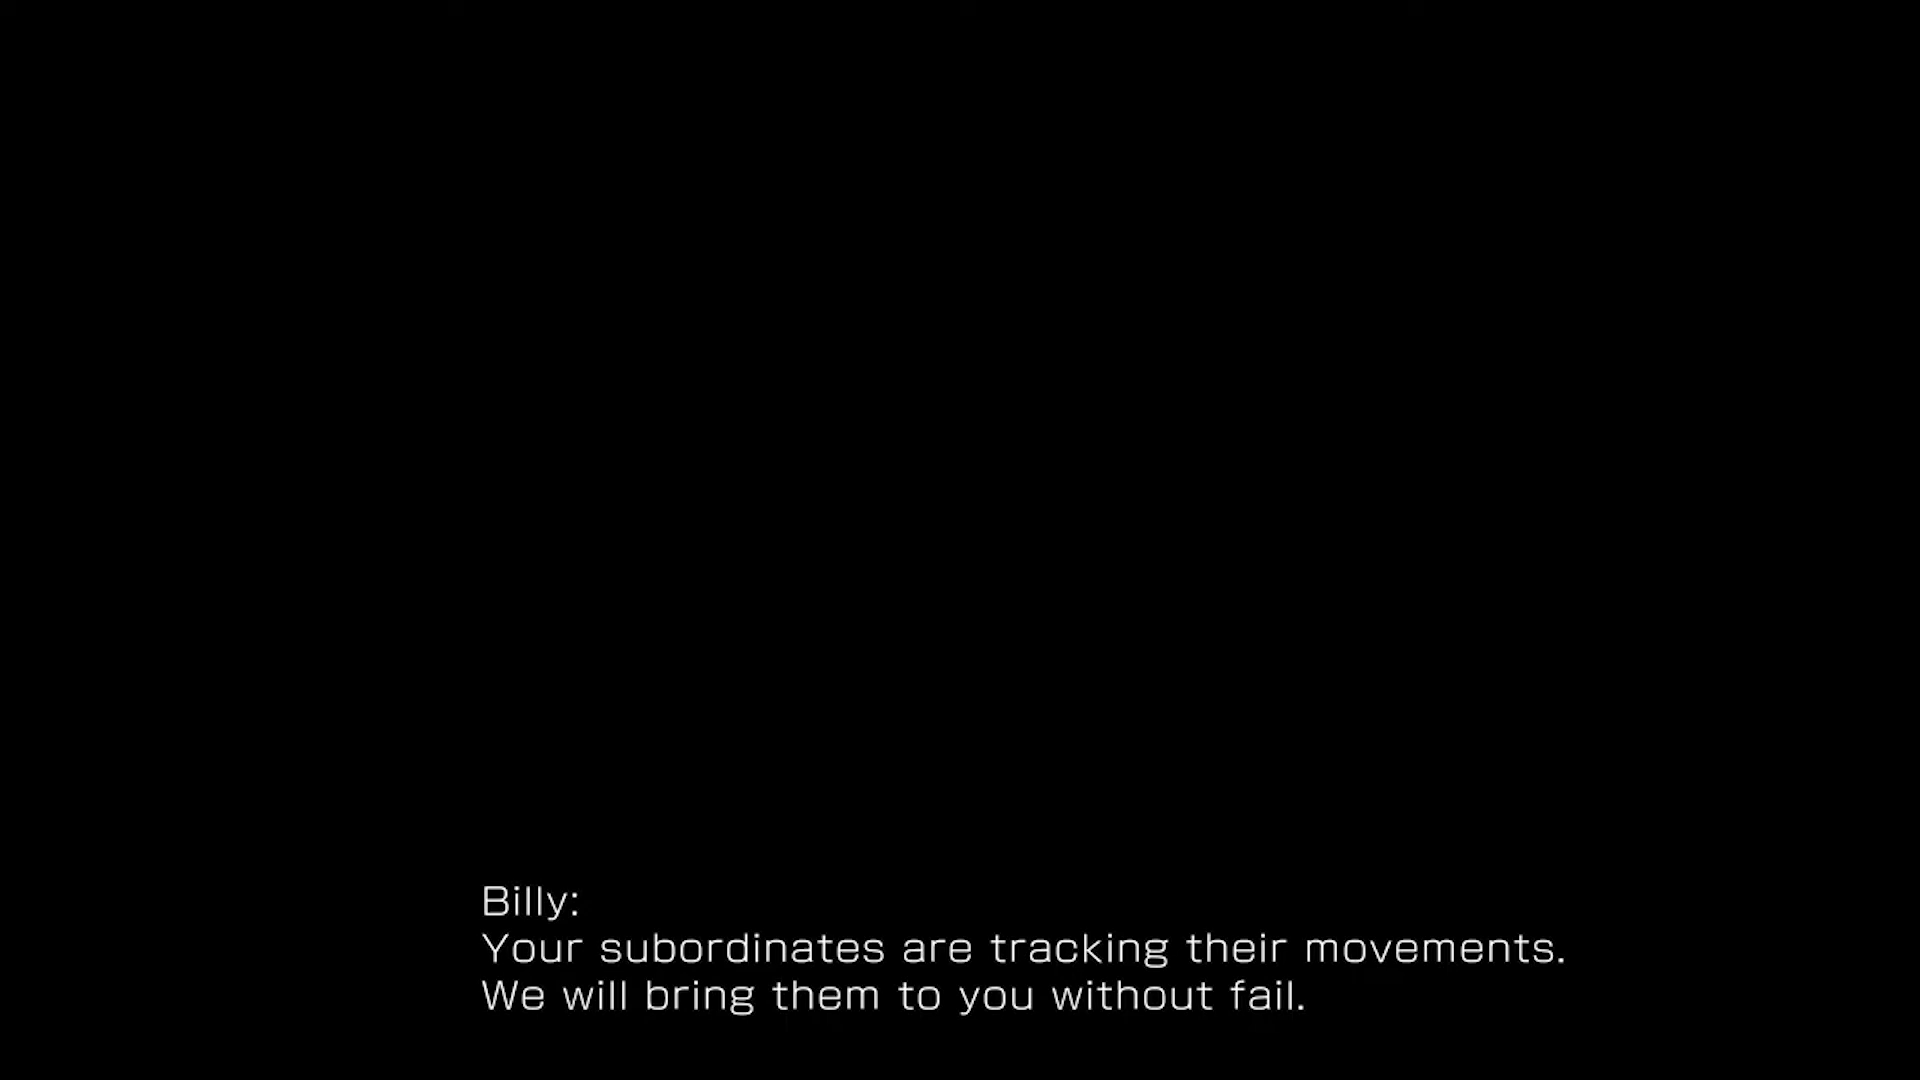 Billy:
Your subordinates are tracking their movements.
We will bring them to you without fail.